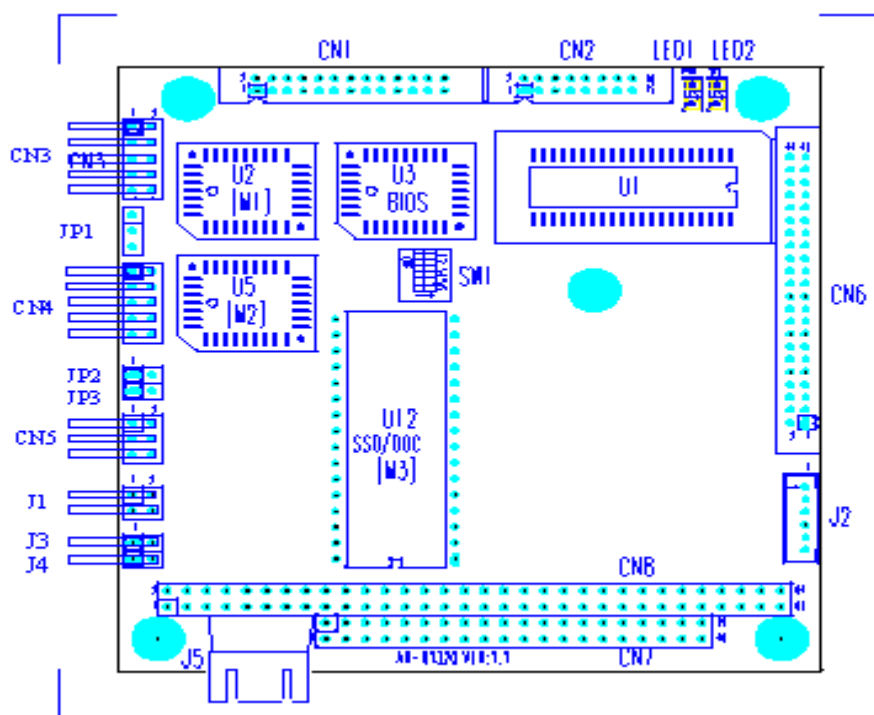 CN1
CN2
LED1 LED2
CN3
CN3
U2
[M1]
U3
BIOS
U1
JP1
SW1
CN4
U5
[M2]
CN6
JP2
JP3
CN5
U12
SSD/DOC
[M3]
J1
J2
J3
J4
CN8
J5
CN7